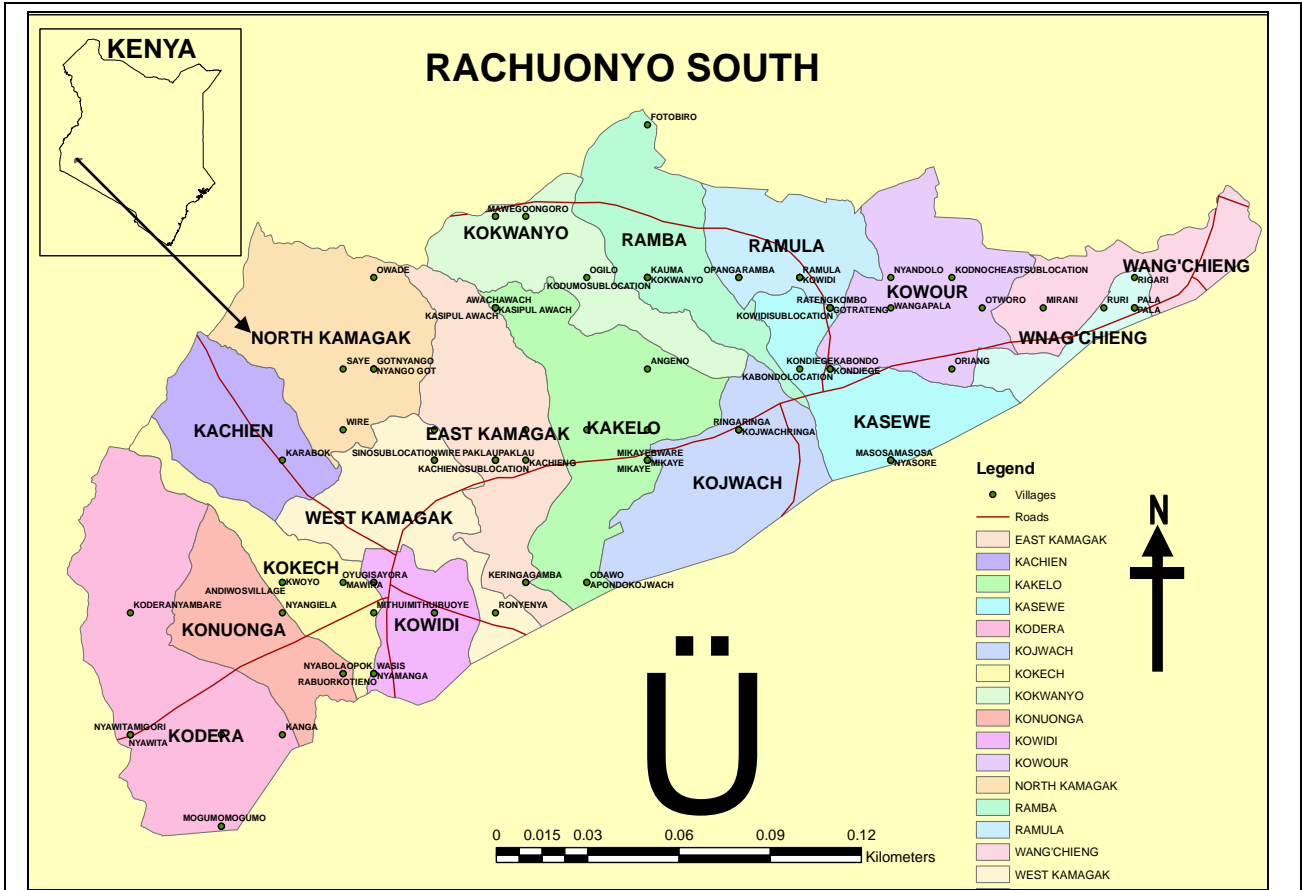 KENYA
RACHUONYO SOUTH
FOTOBIRO
MAWEGOONGORO
KOKWANYO
RAMBA
RAMULA
OWADE
OGILO
KODUMOSUBLOCATION
KAUMA
KOKWANYO
OPANGARAMBA
RAMULA
KOWIDI
NYANDOLO
KODNOCHEASTSUBLOCATION
WANG'CHIENG
RIGARI
KOWOUR
AWACHAWACH
KASIPUL AWACH
KASIPUL AWACH
RATENGKOMBO
KOWIDISUBLOCATION
GOTRATENG
WANGAPALA
OTWORO
MIRANI
RURI
PALA
PALA
NORTH KAMAGAK
WNAG'CHIENG
SAYE
GOTNYANGO
NYANGO GOT
ANGENO
KONDIEGEKABONDO
KABONDOLOCATION
KONDIEGE
ORIANG
KACHIEN
WIRE
EAST KAMAGAK
KAKELO
RINGARINGA
KOJWACHRINGA
KASEWE
KARABOK
SINOSUBLOCATIONWIRE
PAKLAUPAKLAU
KACHIENGSUBLOCATION
KACHIENG
MIKAYEBWARE
MIKAYE
MIKAYE
MASOSAMASOSA
NYASORE
KOJWACH
WEST KAMAGAK
KOKECH
KWOYO
ANDIWOSVILLAGE
OYUGISAYORA
MAWIRA
KERINGAGAMBA
ODAWO
APONDOKOJWACH
KODERANYAMBARE
NYANGIELA
MITHUIMITHUIBUOYE
RONYENYA
KONUONGA
KOWIDI
NYABOLAOPOK
WASIS
RABUORKOTIENO
NYAMANGA
NYAWITAMIGORI
NYAWITA
KODERA
KANGA
MOGUMOMOGUMO
Ü
N
0 0.015 0.03 0.06 0.09 0.12
Kilometers
Legend
Villages
Roads
EAST KAMAGAK
KACHIEN
KAKELO
KASEWE
KODERA
KOJWACH
KOKECH
KOKWANYO
KONUONGA
KOWIDI
KOWOUR
NORTH KAMAGAK
RAMBA
RAMULA
WANG'CHIENG
WEST KAMAGAK